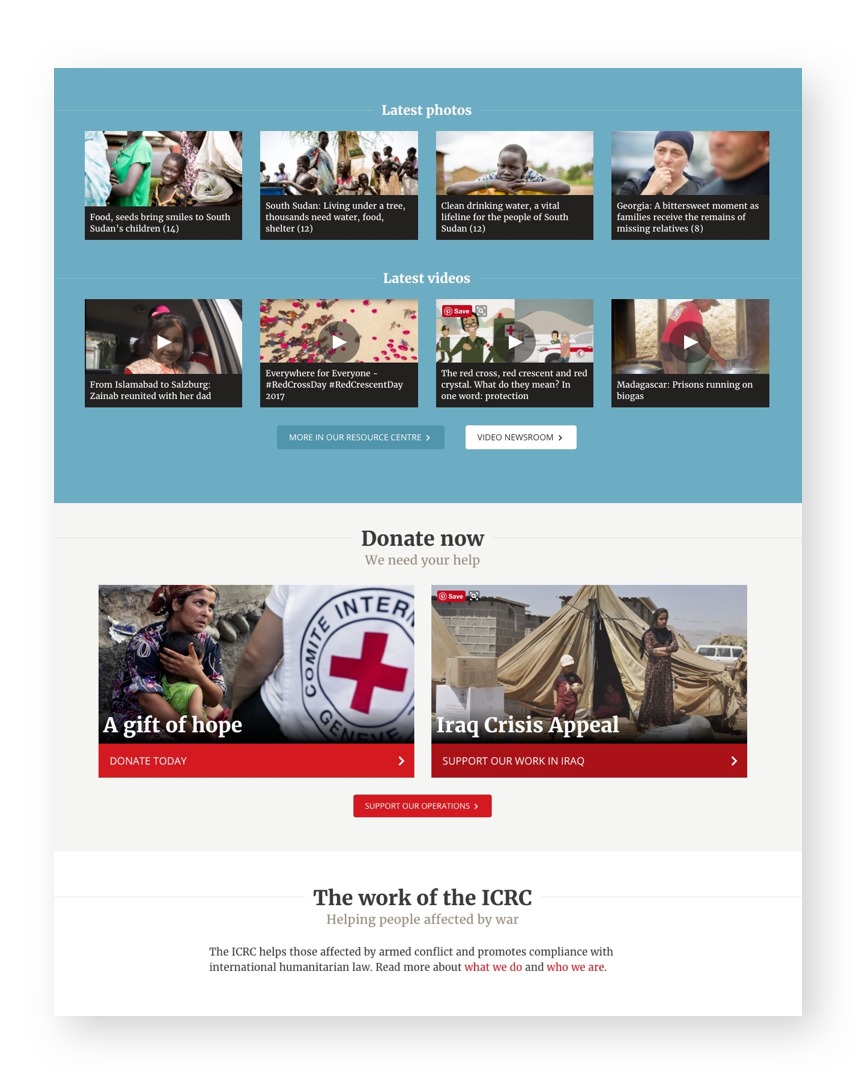 Latest photos
Food, seeds bring smiles to South
Sudan's children (14)
South Sudan: Living under a tree,
thousands need water, food,
shelter (12)
Clean drinking water, a vital
lifeline for the people of South
Sudan (12)
Georgia: A bittersweet moment as
families receive the remains of
missing relatives (8)
Latest videos
From Islamabad to Salzburg:
Zainab reunited with her dad
Everywhere for Everyone -
#RedCrossDay #RedCrescentDay
2017
Save
The red cross, red crescent and red
crystal. What do they mean? In
one word: protection
Madagascar: Prisons running on
biogas
MORE IN OUR RESOURCE CENTRE
VIDEO NEWSROOM
Donate now
We need your help
COMITE INTERN
GENEVE
A gift of hope
DONATE TODAY
Save
Iraq Crisis Appeal
SUPPORT OUR WORK IN IRAQ
SUPPORT OUR OPERATIONS
The work of the ICRC
Helping people affected by war
The ICRC helps those affected by armed conflict and promotes compliance with
international humanitarian law. Read more about what we do and who we are.